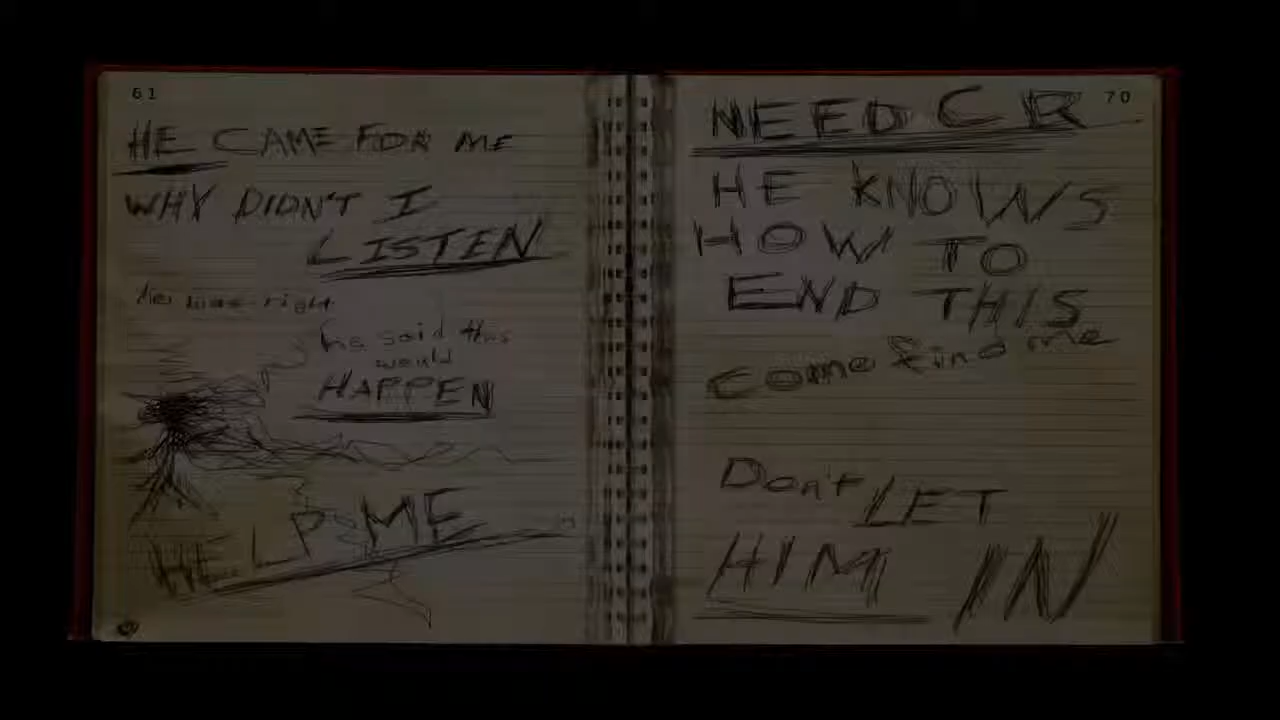 61
HE CAME FOR ME
WHY DIDN'T I
LISTEN
He was right
he said this
would
HAPPEN
HELP ME
70
NEED CR
HE KNOWS
HOW TO
END THIS
Come find me
Don't LET
HIM IN